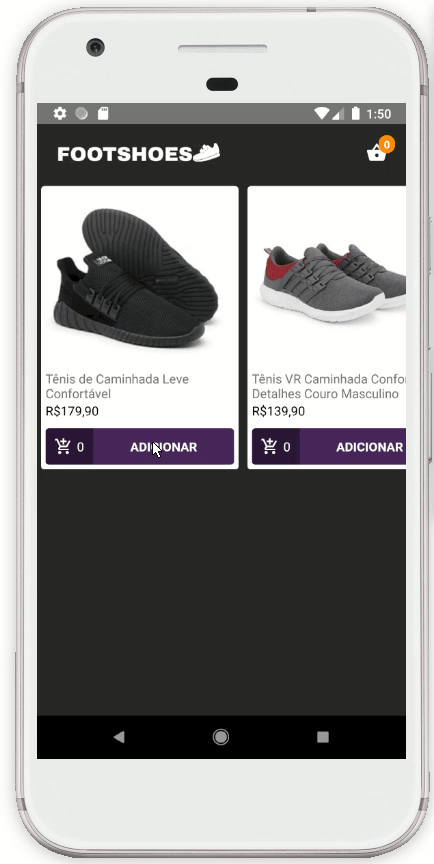 1:50
FOOTSHOES
0
Tênis de Caminhada Leve
Confortável
R$179,90
0 ADICIONAR
Tênis VR Caminhada Confor
Detalhes Couro Masculino
R$139,90
0 ADICIONAR